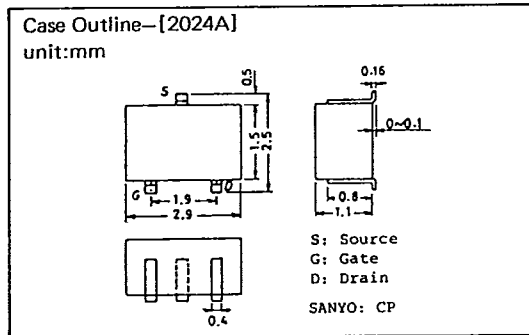 Case Outline–[2024A]
unit:mm
S
0.5
1.5
2.5
G
D
1.9
2.9
0.4
0.16
0~0.1
0.8
1.1
S: Source
G: Gate
D: Drain
SANYO: CP